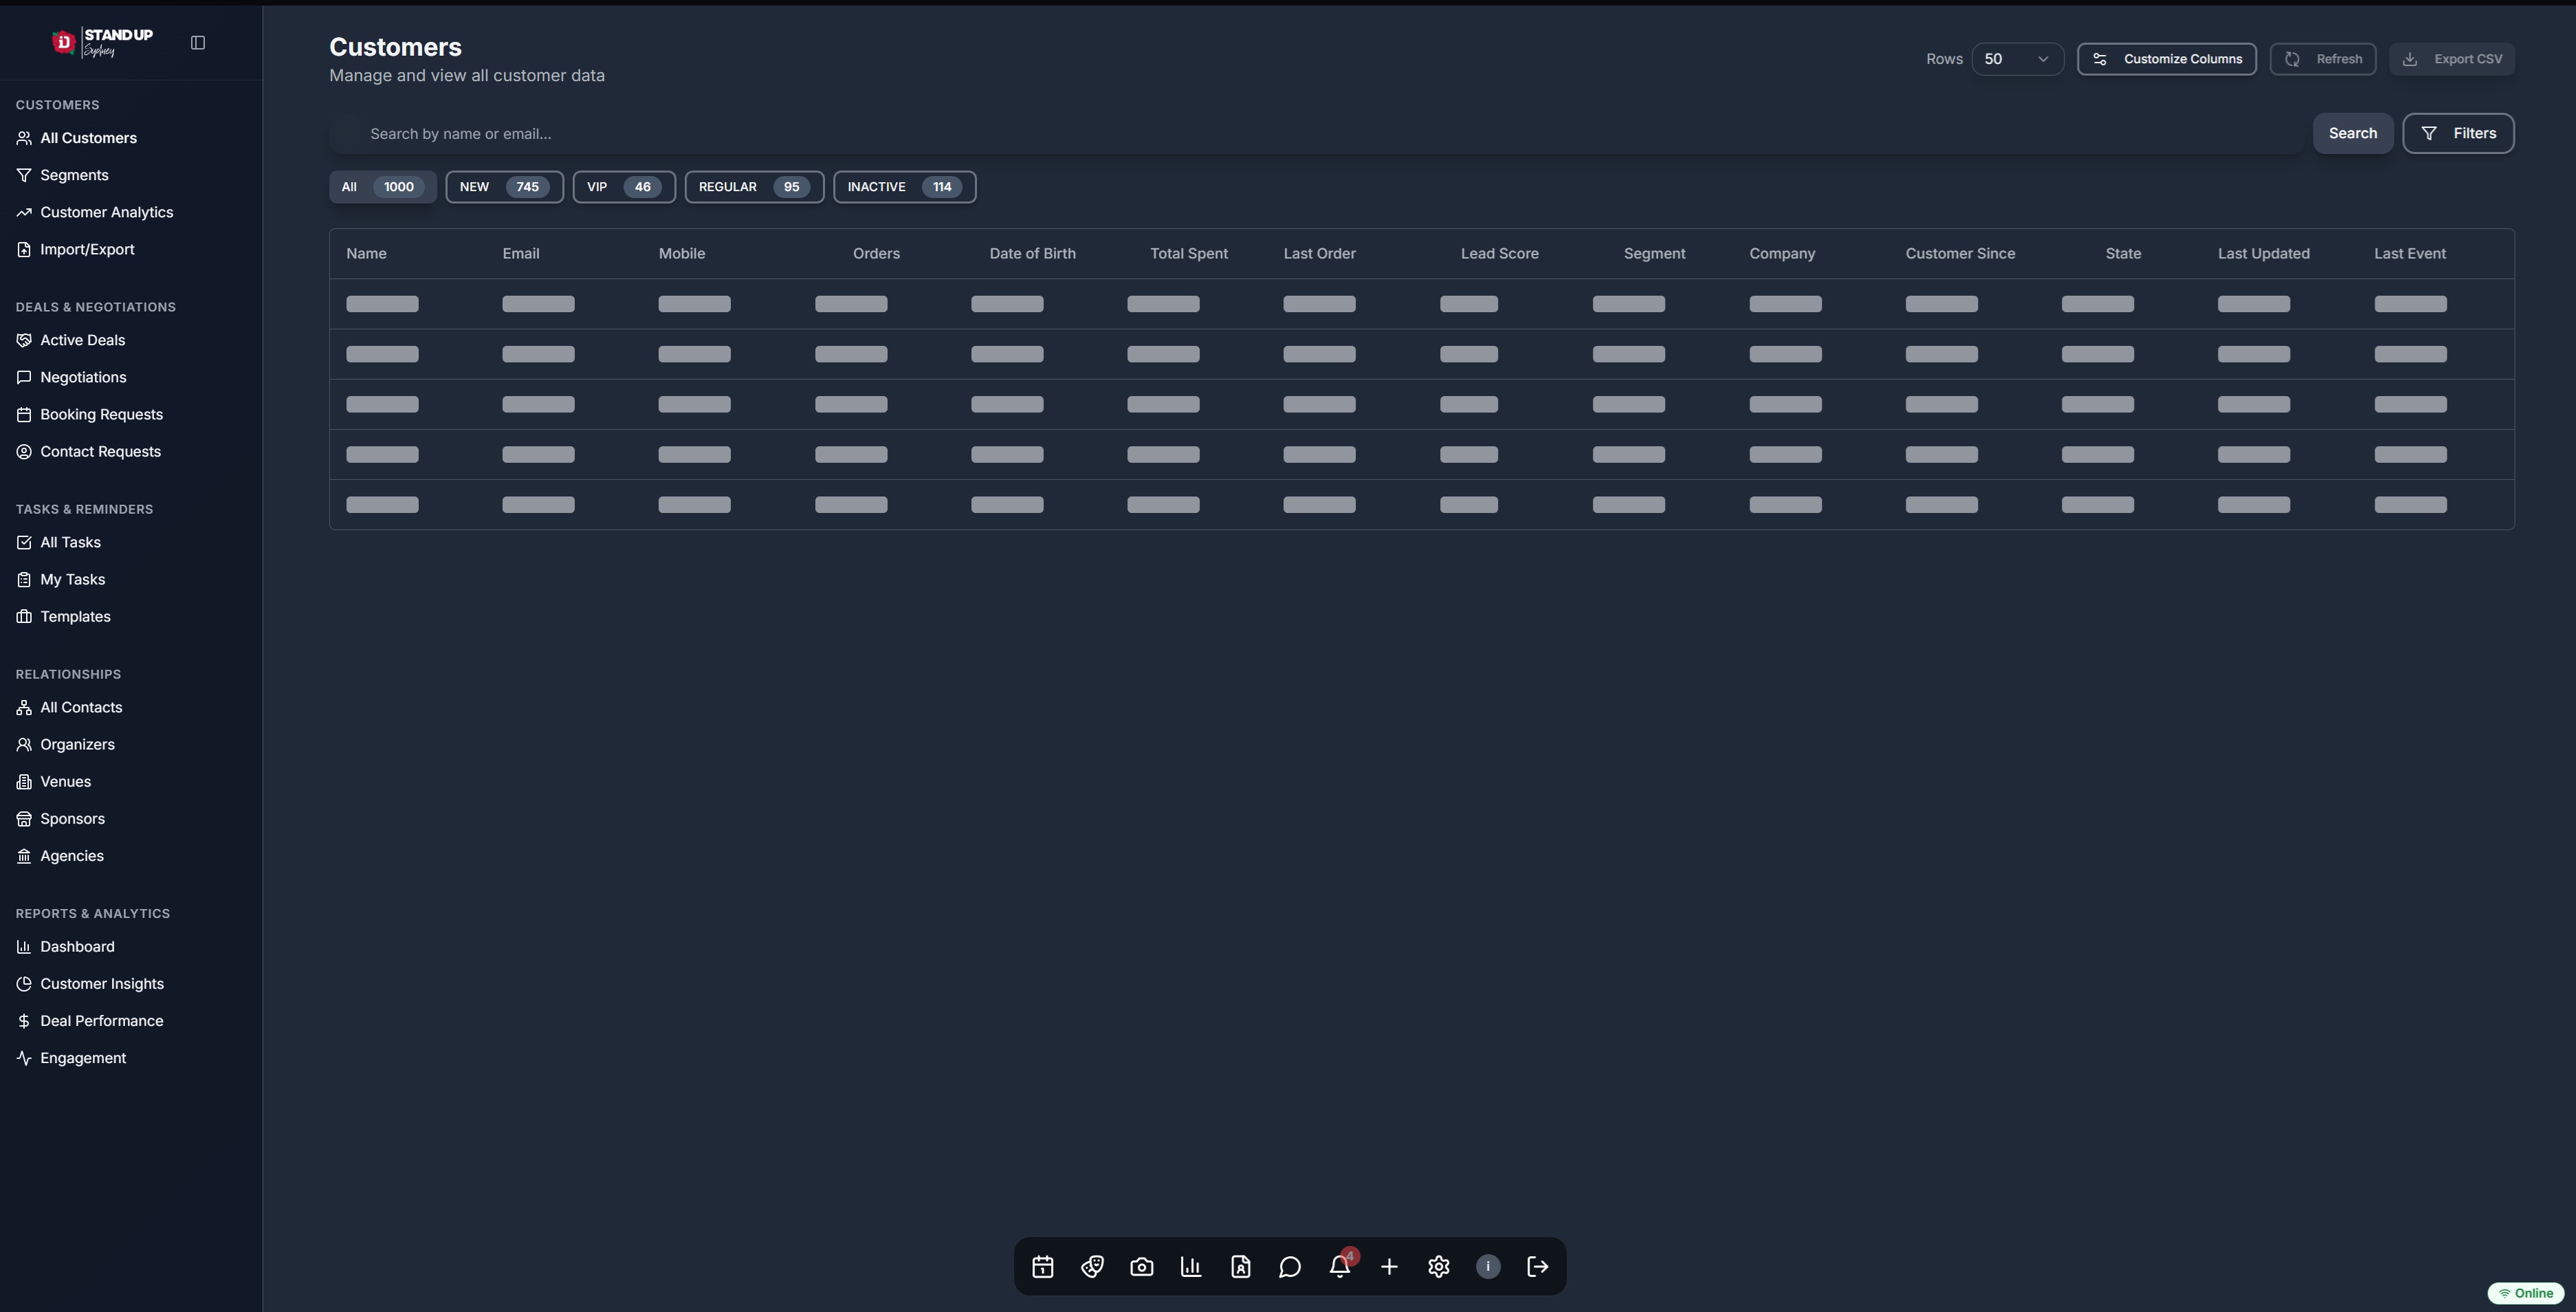 STAND UP
Sydney
CUSTOMERS
All Customers
Segments
Customer Analytics
Import/Export
DEALS & NEGOTIATIONS
Active Deals
Negotiations
Booking Requests
Contact Requests
TASKS & REMINDERS
All Tasks
My Tasks
Templates
RELATIONSHIPS
All Contacts
Organizers
Venues
Sponsors
Agencies
REPORTS & ANALYTICS
Dashboard
Customer Insights
Deal Performance
Engagement
Customers
Manage and view all customer data
Rows 50 Customize Columns Refresh Export CSV
Search by name or email... Search Filters
All 1000 NEW 745 VIP 46 REGULAR 95 INACTIVE 114
Name Email Mobile Orders Date of Birth Total Spent Last Order Lead Score Segment Company Customer Since State Last Updated Last Event
4
Online